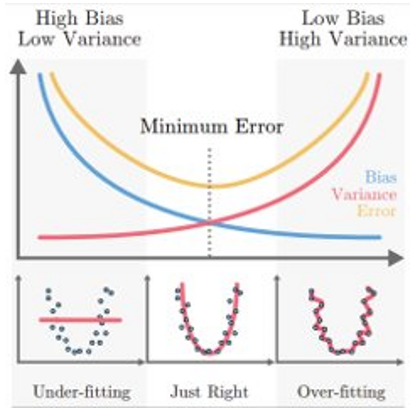 High Bias
Low Variance
Low Bias
High Variance
Minimum Error
Bias
Variance
Error
Under-fitting
Just Right
Over-fitting